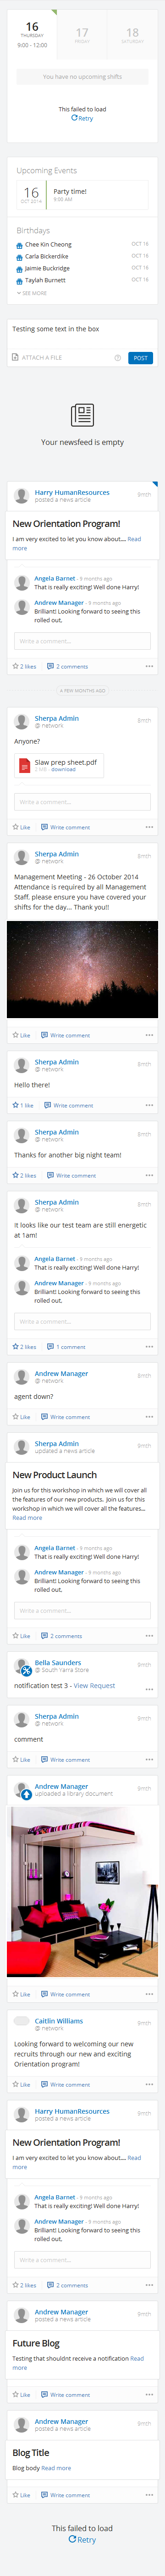 16
THURSDAY
9:00 - 12:00
17
FRIDAY
18
SATURDAY
You have no upcoming shifts
This failed to load
Retry
Upcoming Events
16
OCT 2014
Party time!
9:00 AM
Birthdays
Chee Kin Cheong OCT 16
Carla Bickerdike OCT 16
Jaimie Buckridge OCT 16
Taylah Burnett OCT 16
SEE MORE
Testing some text in the box
ATTACH A FILE
POST
Your newsfeed is empty
Harry HumanResources 9mth
posted a news article
New Orientation Program!
I am very excited to let you know about.... Read
more
Angela Barnet - 9 months ago
That is really exciting! Well done Harry!
Andrew Manager - 9 months ago
Brilliant! Looking forward to seeing this
rolled out.
Write a comment...
2 likes 2 comments
A FEW MONTHS AGO
Sherpa Admin 9mth
@ network
Anyone?
Slaw prep sheet.pdf
download
Write a comment...
Like Write comment
Sherpa Admin 9mth
@ network
Management Meeting - 26 October 2014
Attendance is required by all Management
Staff, please ensure you have covered your
shifts for the day... Thank you!!
Like Write comment
Sherpa Admin 9mth
@ network
Hello there!
1 like Write comment
Sherpa Admin 9mth
@ network
Thanks for another big night team!
2 likes Write comment
Sherpa Admin 9mth
@ network
It looks like our test team are still energetic
at 1am!
Angela Barnet - 9 months ago
That is really exciting! Well done Harry!
Andrew Manager - 9 months ago
Brilliant! Looking forward to seeing this
rolled out.
Write a comment...
2 likes 1 comment
Andrew Manager 9mth
@ network
agent down?
Like Write comment
Sherpa Admin 9mth
updated a news article
New Product Launch
Join us for this workshop in which we will cover all
the features of our new products. Join us for this
workshop in which we will cover all the features...
Read more
Angela Barnet - 9 months ago
That is really exciting! Well done Harry!
Andrew Manager - 9 months ago
Brilliant! Looking forward to seeing this
rolled out.
Write a comment...
Like 2 comments
Bella Saunders 9mth
@ South Yarra Store
notification test 3 - View Request
Sherpa Admin 9mth
@ network
comment
Like Write comment
Andrew Manager 9mth
uploaded a library document
Like Write comment
Caitlin Williams 9mth
@ network
Looking forward to welcoming our new
recruits through our new and exciting
Orientation program!
Like Write comment
Harry HumanResources 9mth
posted a news article
New Orientation Program!
I am very excited to let you know about.... Read
more
Angela Barnet - 9 months ago
That is really exciting! Well done Harry!
Andrew Manager - 9 months ago
Brilliant! Looking forward to seeing this
rolled out.
Write a comment...
2 likes 2 comments
Andrew Manager 9mth
posted a news article
Future Blog
Testing that shouldnt receive a notification Read
more
Like Write comment
Andrew Manager 9mth
posted a news article
Blog Title
Blog body Read more
Like Write comment
This failed to load
Retry